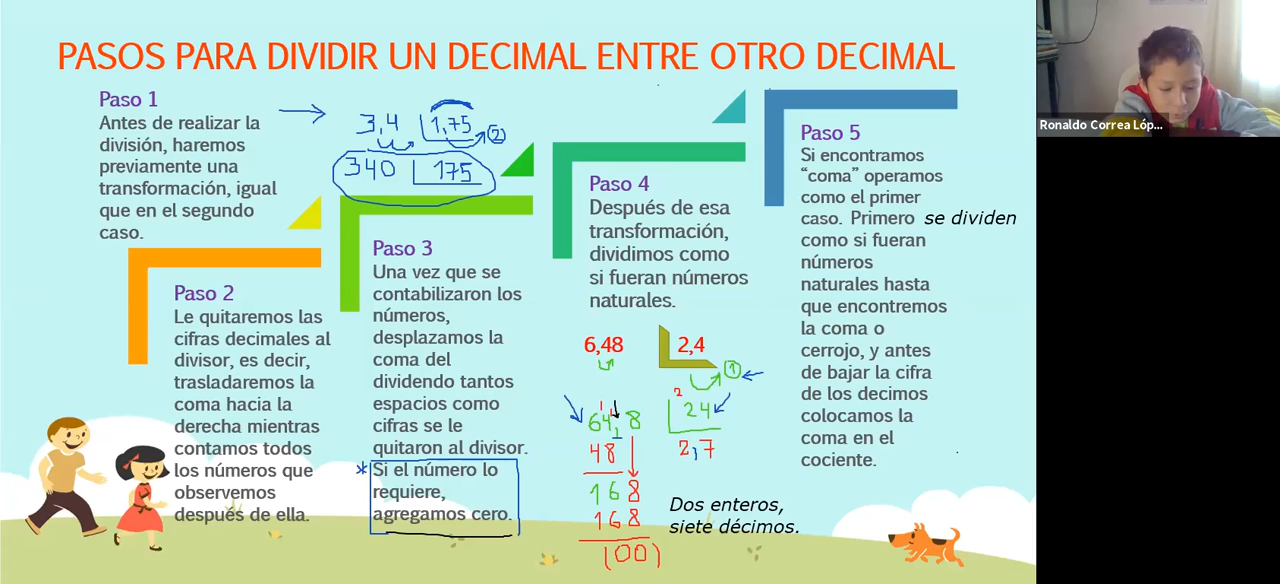 PASOS PARA DIVIDIR UN DECIMAL ENTRE OTRO DECIMAL
Paso 1
Antes de realizar la
división, haremos
previamente una
transformación, igual
que en el segundo
caso.
3,4 1,75
2
340 175
Paso 2
Le quitaremos las
cifras decimales al
divisor, es decir,
trasladaremos la
coma hacia la
derecha mientras
contamos todos
los números que
observemos
después de ella.
Paso 3
Una vez que se
contabilizaron los
números,
desplazamos la
coma del
dividendo tantos
espacios como
cifras se le
quitaron al divisor.
* Si el número lo
requiere,
agregamos cero.
Paso 4
Después de esa
transformación,
dividimos como
si fueran números
naturales.
6,48 2,4
1
1 2
64,8 24
48 2,7
168
168
(00)
Dos enteros,
siete décimos.
Paso 5
Si encontramos
“coma” operamos
como el primer
caso. Primero se dividen
como si fueran
números
naturales hasta
que encontremos
la coma o
cerrojo, y antes
de bajar la cifra
de los decimos
colocamos la
coma en el
cociente.
Ronaldo Correa Lóp...